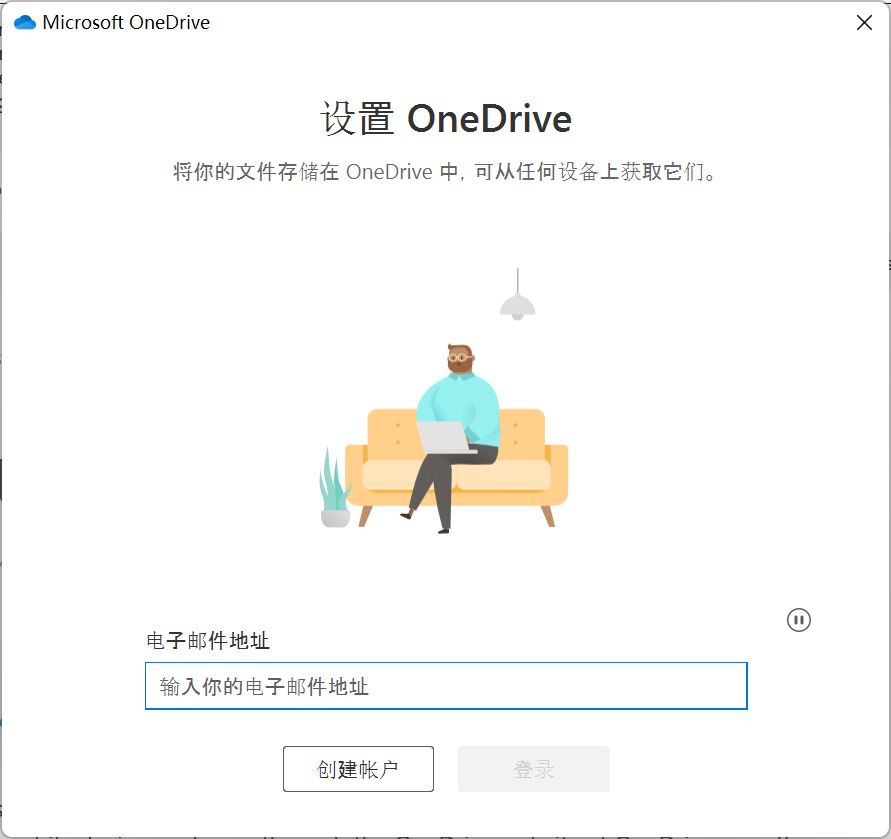 Microsoft OneDrive
设置 OneDrive
将你的文件存储在 OneDrive 中, 可从任何设备上获取它们。
电子邮件地址
输入你的电子邮件地址
创建帐户
登录